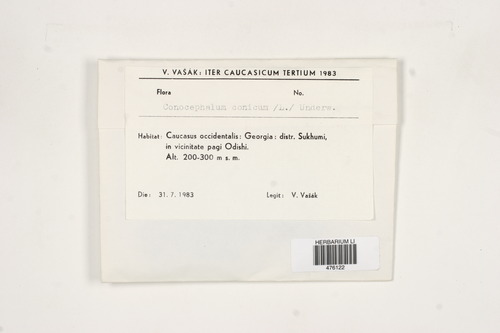 V. VAŠÁK: ITER CAUCASICUM TERTIUM 1983
Flora No.
Conocephalum conicum /L./ Underw.
Habitat: Caucasus occidentalis: Georgia: distr. Sukhumi,
in vicinitate pagi Odishi.
Alt. 200-300 m s. m.
Die: 31. 7. 1983 Legit: V. Vašák
HERBARIUM LI
476122